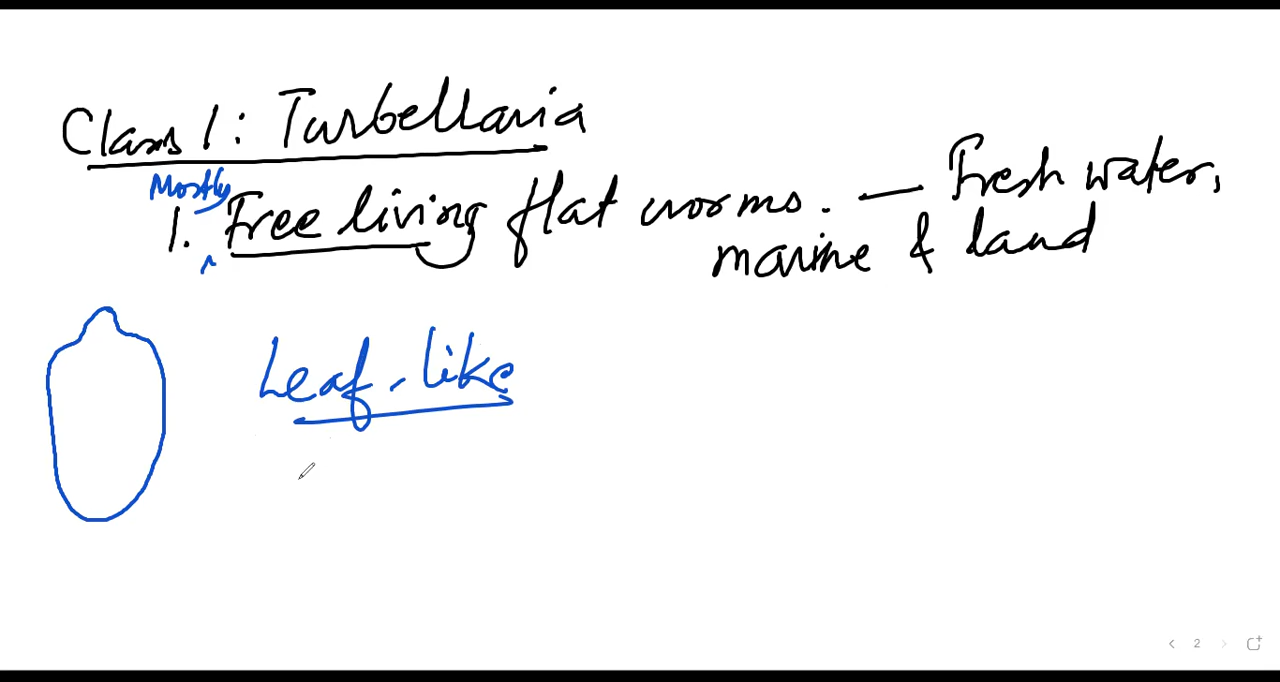 Class 1: Turbellaria
Mostly
1. Free living flat worms. — Fresh water,
marine & land
Leaf-like
2